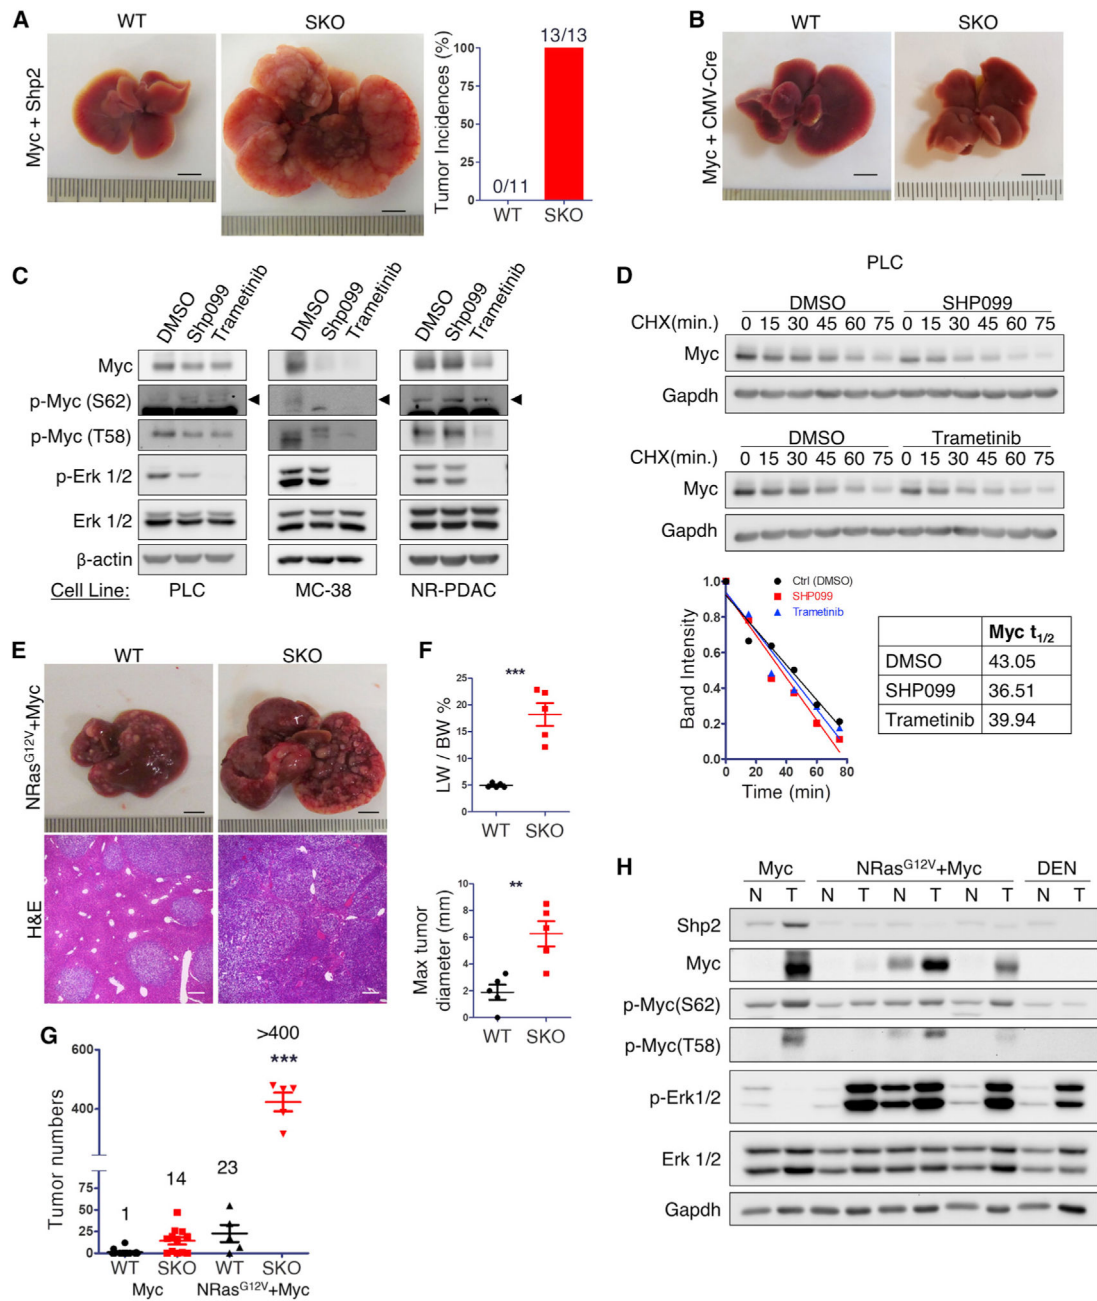 A
WT
SKO
Myc + Shp2
Tumor Incidences (%)
100
75
50
25
0
13/13
0/11
WT
SKO
B
WT
SKO
Myc + CMV-Cre
C
DMSO
Shp099
Trametinib
DMSO
Shp099
Trametinib
DMSO
Shp099
Trametinib
Myc
p-Myc (S62)
p-Myc (T58)
p-Erk 1/2
Erk 1/2
β-actin
Cell Line: PLC MC-38 NR-PDAC
D
PLC
DMSO SHP099
CHX(min.) 0 15 30 45 60 75 0 15 30 45 60 75
Myc
Gapdh
DMSO Trametinib
CHX(min.) 0 15 30 45 60 75 0 15 30 45 60 75
Myc
Gapdh
Band Intensity
1.0
0.8
0.6
0.4
0.2
0.0
0 20 40 60 80
Time (min)
Ctrl (DMSO)
SHP099
Trametinib
Myc t1/2
DMSO 43.05
SHP099 36.51
Trametinib 39.94
E
WT
SKO
NRasG12V+Myc
H&E
F
LW / BW %
25
20
15
10
5
0
***
WT
SKO
Max tumor
diameter (mm)
10
8
6
4
2
0
**
WT
SKO
G
Tumor numbers
600
400
75
50
25
0
1
14
23
>400
***
WT SKO WT SKO
Myc NRasG12V+Myc
H
Myc NRasG12V+Myc DEN
N T N T N T N T N T
Shp2
Myc
p-Myc(S62)
p-Myc(T58)
p-Erk1/2
Erk 1/2
Gapdh